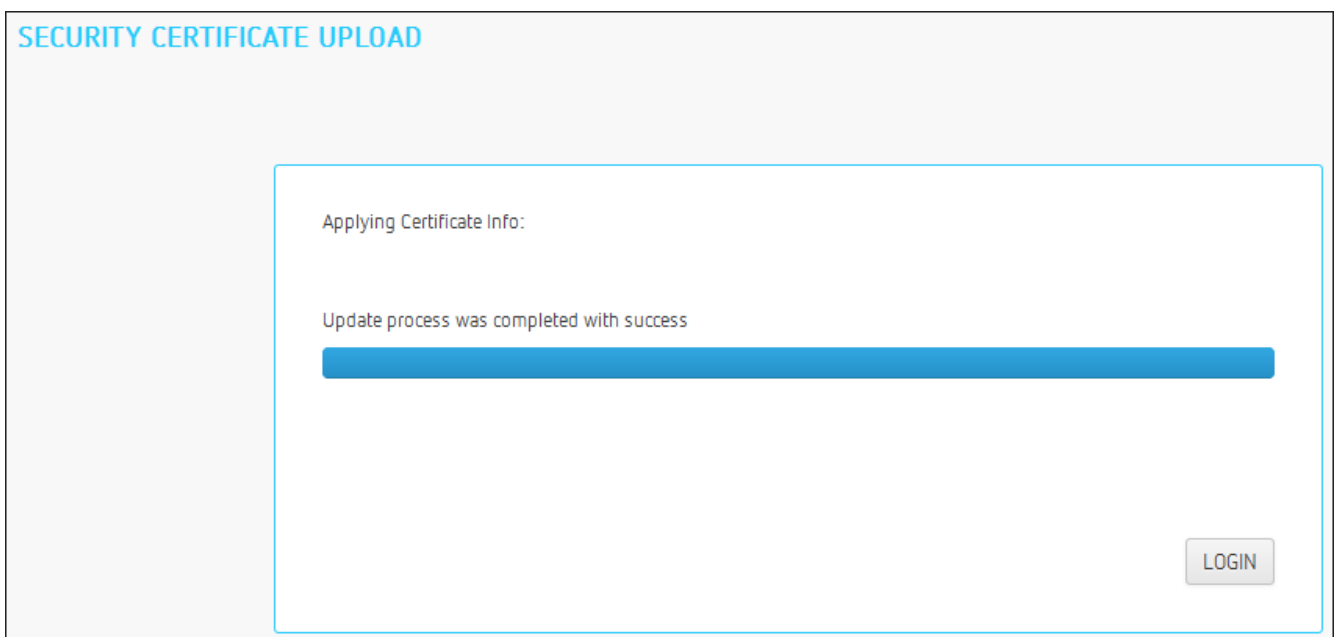 SECURITY CERTIFICATE UPLOAD
Applying Certificate Info:
Update process was completed with success
LOGIN